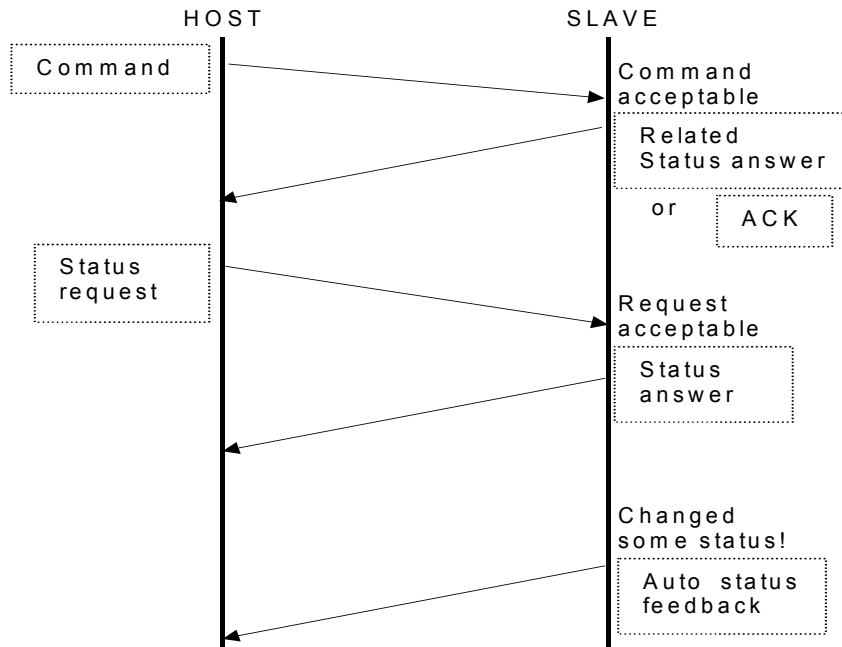 HOST
SLAVE
Command
Command
acceptable
Related
Status answer
or
ACK
Status
request
Request
acceptable
Status
answer
Changed
some status!
Auto status
feedback